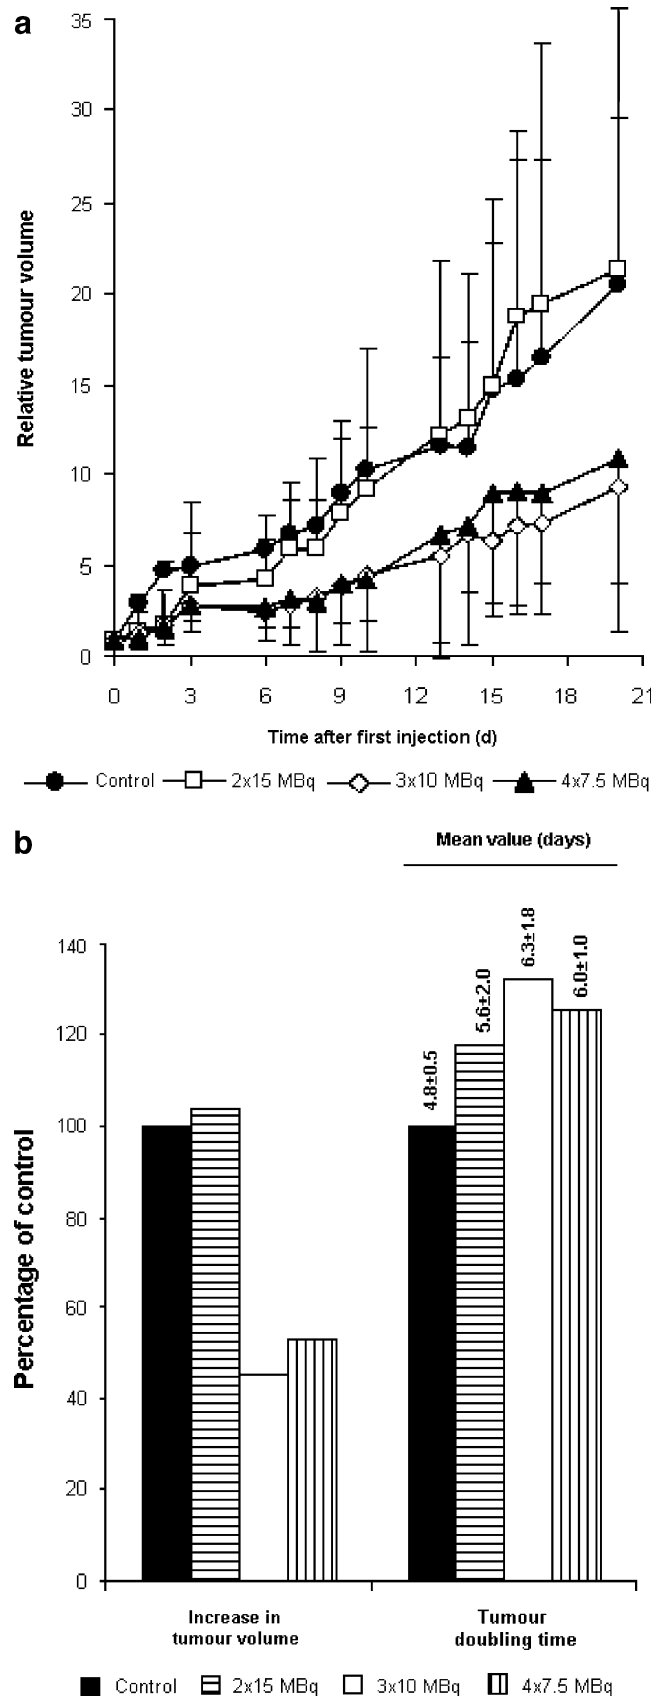 a
35
30
25
20
15
10
5
0
Relative tumour volume
0 3 6 9 12 15 18 21
Time after first injection (d)
Control 2x15 MBq 3x10 MBq 4x7.5 MBq
b
Mean value (days)
140
120
100
80
60
40
20
0
Percentage of control
4.8±0.5
5.6±2.0
6.3±1.8
6.0±1.0
Increase in
tumour volume
Tumour
doubling time
Control 2x15 MBq 3x10 MBq 4x7.5 MBq